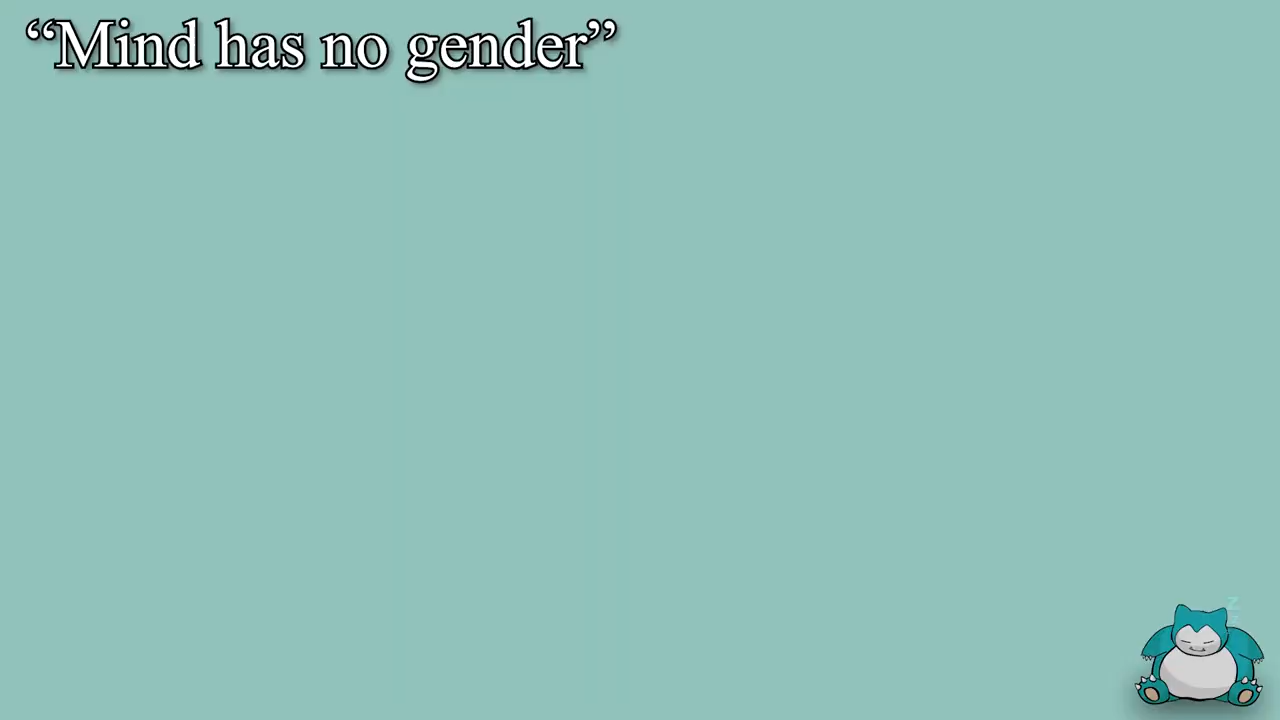 “Mind has no gender”
z
z